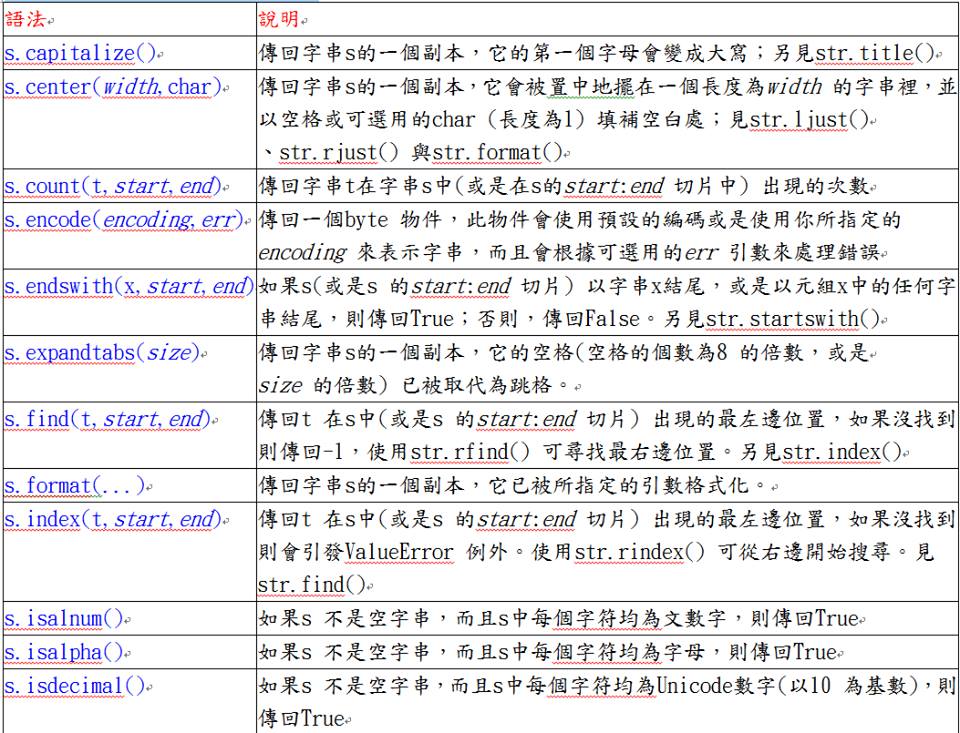 語法 說明
s.capitalize() 傳回字串s的一個副本，它的第一個字母會變成大寫；另見str.title()
s.center(width,char) 傳回字串s的一個副本，它會被置中地擺在一個長度為width 的字串裡，並
以空格或可選用的char (長度為1) 填補空白處；見str.ljust()
、str.rjust() 與str.format()
s.count(t,start,end) 傳回字串t在字串s中(或是在s的start:end 切片中) 出現的次數
s.encode(encoding,err) 傳回一個byte 物件，此物件會使用預設的編碼或是使用你所指定的
encoding 來表示字串，而且會根據可選用的err 引數來處理錯誤
s.endswith(x,start,end) 如果s(或是s 的start:end 切片) 以字串x結尾，或是以元組x中的任何字
串結尾，則傳回True；否則，傳回False。另見str.startswith()
s.expandtabs(size) 傳回字串s的一個副本，它的空格(空格的個數為8 的倍數，或是
size 的倍數) 已被取代為跳格。
s.find(t,start,end) 傳回t 在s中(或是s 的start:end 切片) 出現的最左邊位置，如果沒找到
則傳回-1，使用str.rfind() 可尋找最右邊位置。另見str.index()
s.format(...) 傳回字串s的一個副本，它已被所指定的引數格式化。
s.index(t,start,end) 傳回t 在s中(或是s 的start:end 切片) 出現的最左邊位置，如果沒找到
則會引發ValueError 例外。使用str.rindex() 可從右邊開始搜尋。見
str.find()
s.isalnum() 如果s 不是空字串，而且s中每個字符均為文數字，則傳回True
s.isalpha() 如果s 不是空字串，而且s中每個字符均為字母，則傳回True
s.isdecimal() 如果s 不是空字串，而且s中每個字符均為Unicode數字(以10 為基數)，則
傳回True